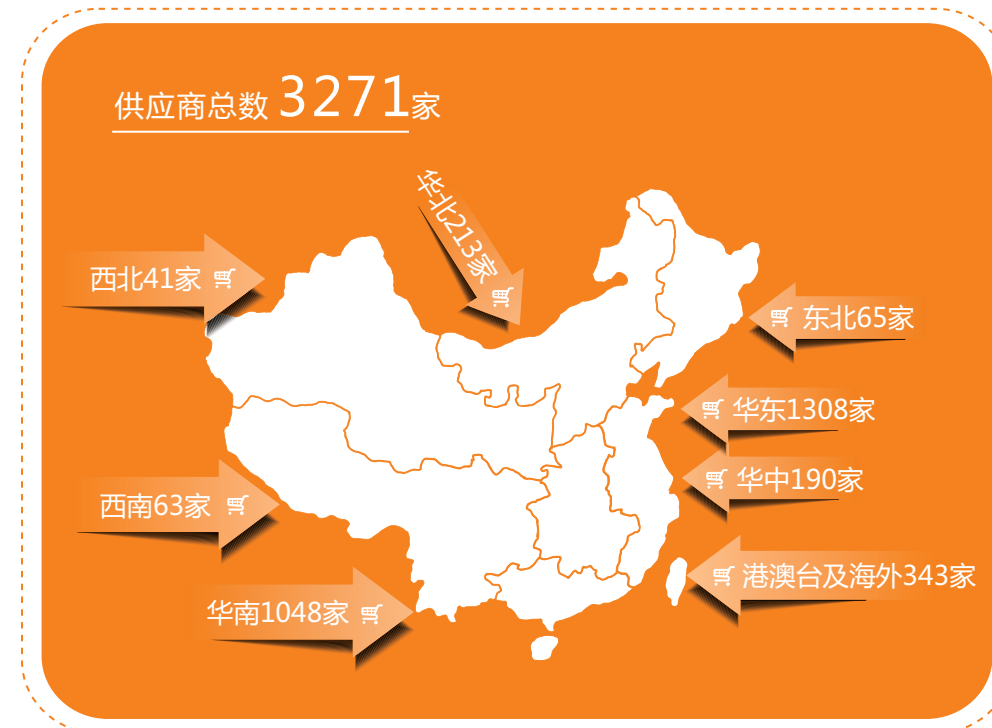 供应商总数 3271家
华北213家
西北41家
东北65家
华东1308家
华中190家
西南63家
港澳台及海外343家
华南1048家